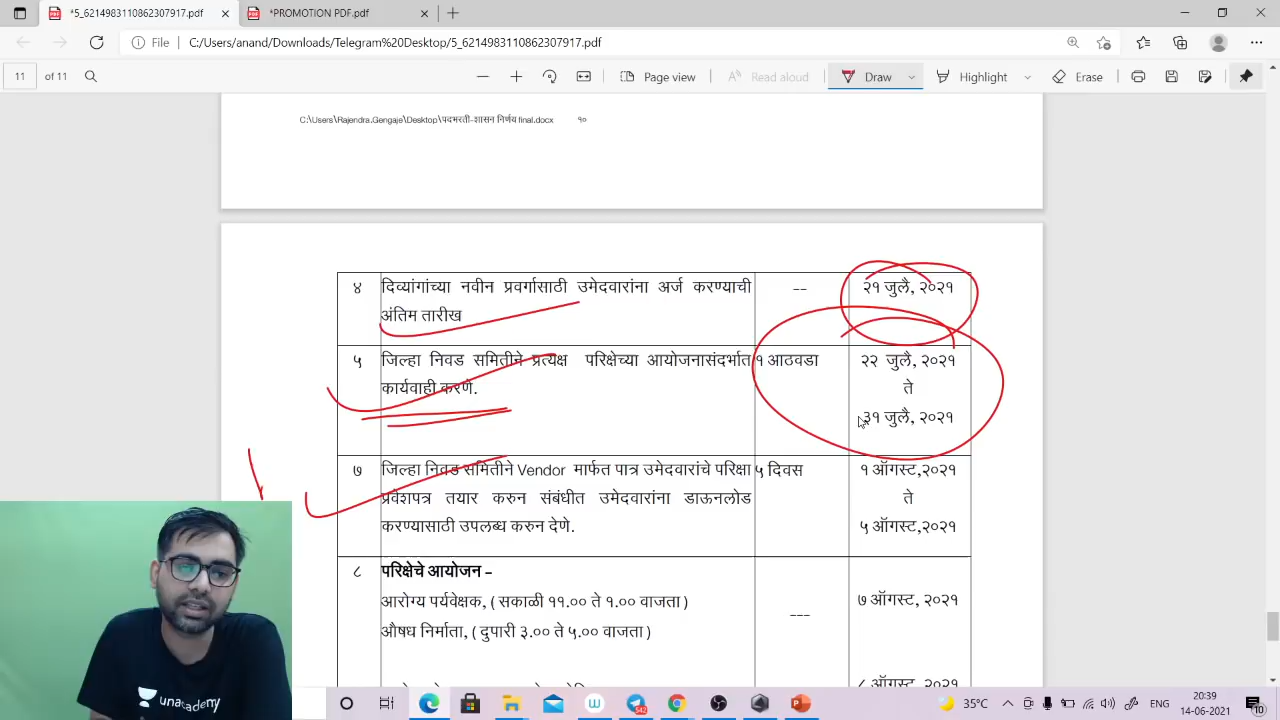 *5_6214983110862307917.pdf
*PROMOTION PDF.pdf
File
C:/Users/anand/Downloads/Telegram%20Desktop/5_6214983110862307917.pdf
11 of 11
Page view
Read aloud
Draw
Highlight
Erase
C:\Users\Rajendra.Gengaje\Desktop\पदभरती-शासन निर्णय final.docx १०
४ दिव्यांगांच्या नवीन प्रवर्गासाठी उमेदवारांना अर्ज करण्याची -- २१ जुलै, २०२१
अंतिम तारीख
५ जिल्हा निवड समितीने प्रत्यक्ष परिक्षेच्या आयोजनासंदर्भात १ आठवडा २२ जुलै, २०२१
कार्यवाही करणे. ते
३१ जुलै, २०२१
७ जिल्हा निवड समितीने Vendor मार्फत पात्र उमेदवारांचे परिक्षा ५ दिवस १ ऑगस्ट,२०२१
प्रवेशपत्र तयार करुन संबंधीत उमेदवारांना डाऊनलोड ते
करण्यासाठी उपलब्ध करुन देणे. ५ ऑगस्ट,२०२१
८ परिक्षेचे आयोजन –
आरोग्य पर्यवेक्षक, ( सकाळी ११.०० ते १.०० वाजता ) --- ७ ऑगस्ट, २०२१
औषध निर्माता, ( दुपारी ३.०० ते ५.०० वाजता )
unacademy
35°C
ENG
20:39
14-06-2021